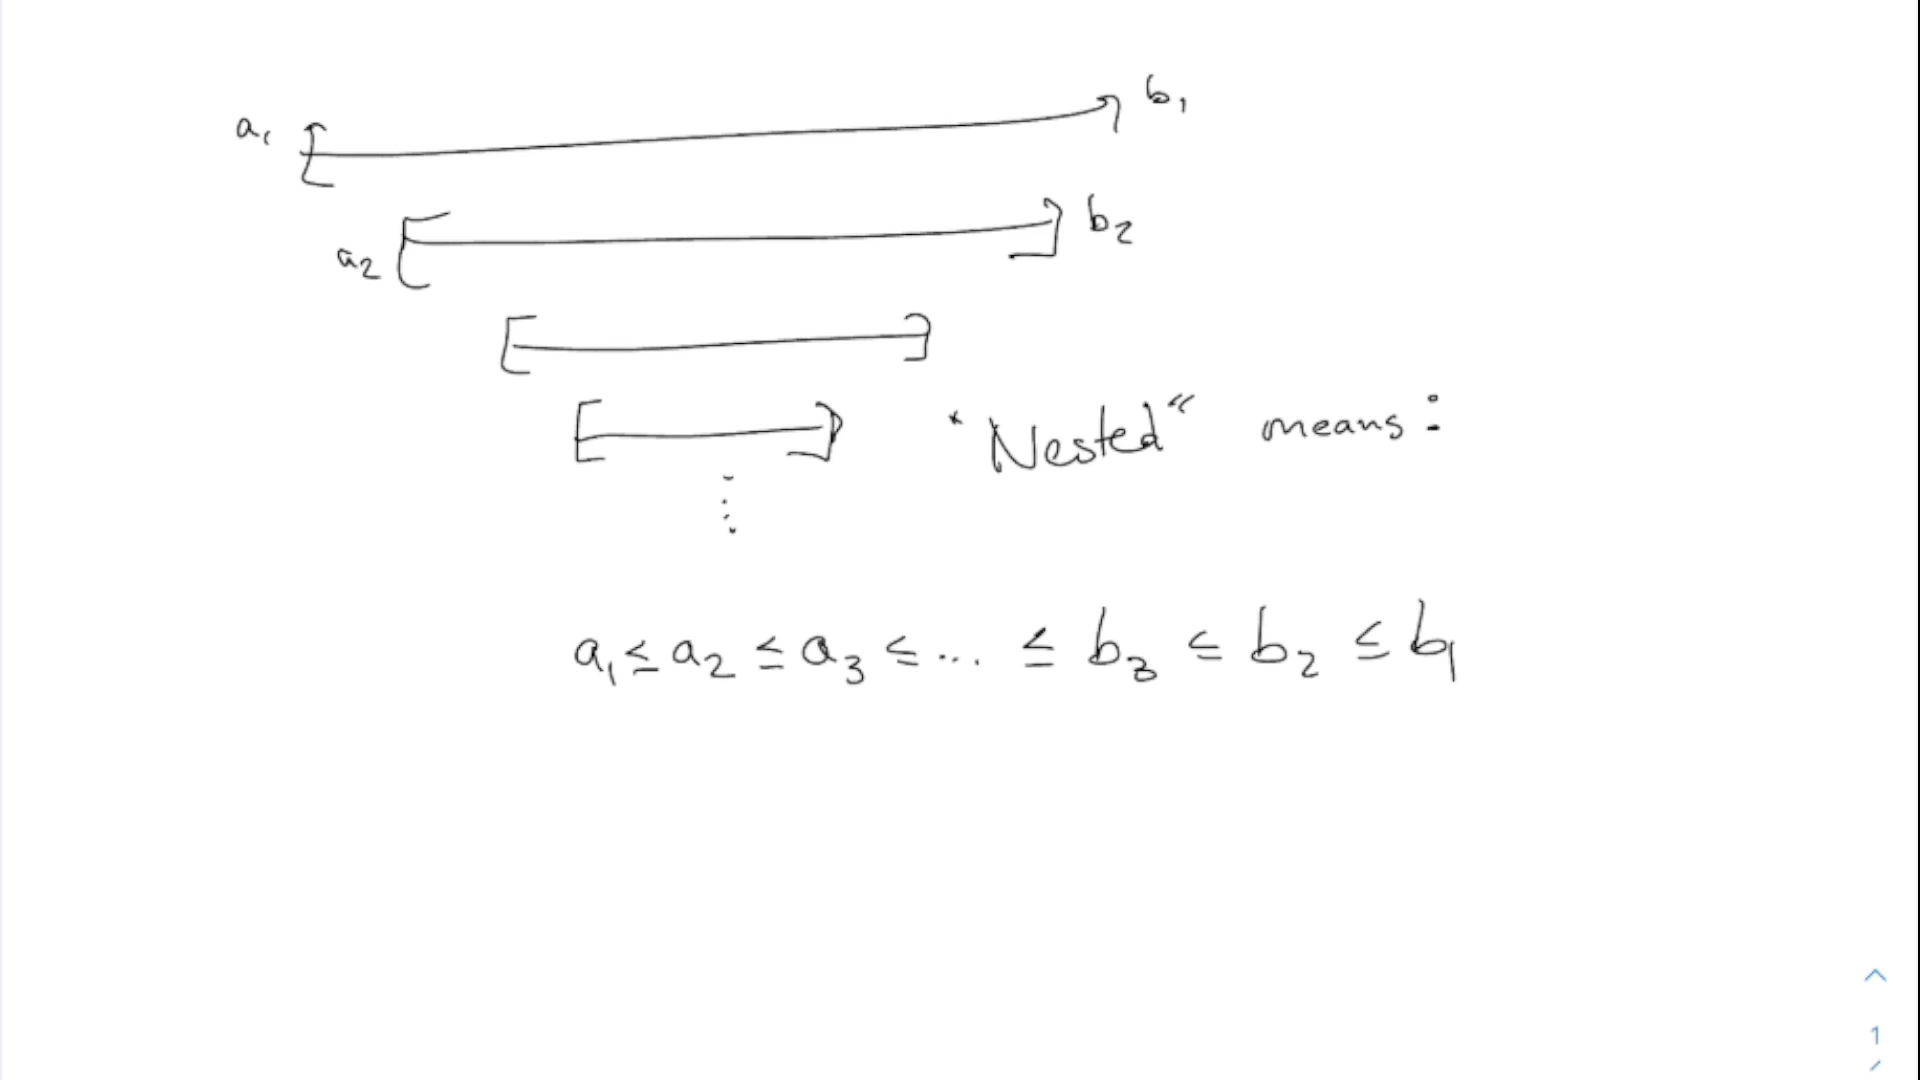 a₁ b₁
a₂ b₂
"Nested" means:
⋮
a₁ ≤ a₂ ≤ a₃ ≤ ... ≤ b₃ ≤ b₂ ≤ b₁
1